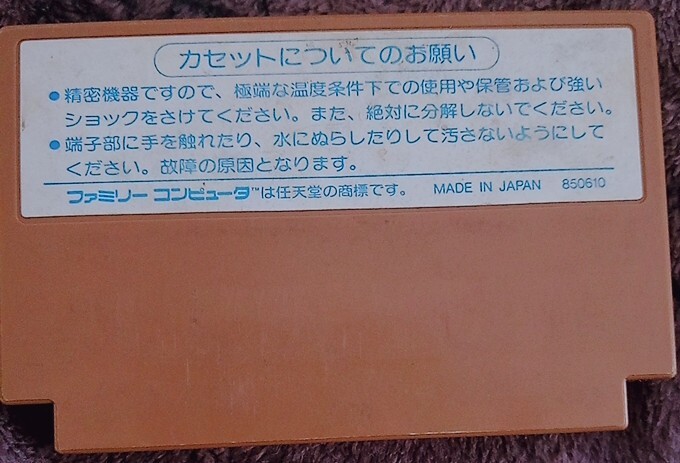 カセットについてのお願い
●精密機器ですので、極端な温度条件下での使用や保管および強い
ショックをさけてください。また、絶対に分解しないでください。
●端子部に手を触れたり、水にぬらしたりして汚さないようにして
ください。故障の原因となります。
ファミリーコンピュータ™は任天堂の商標です。 MADE IN JAPAN 850610